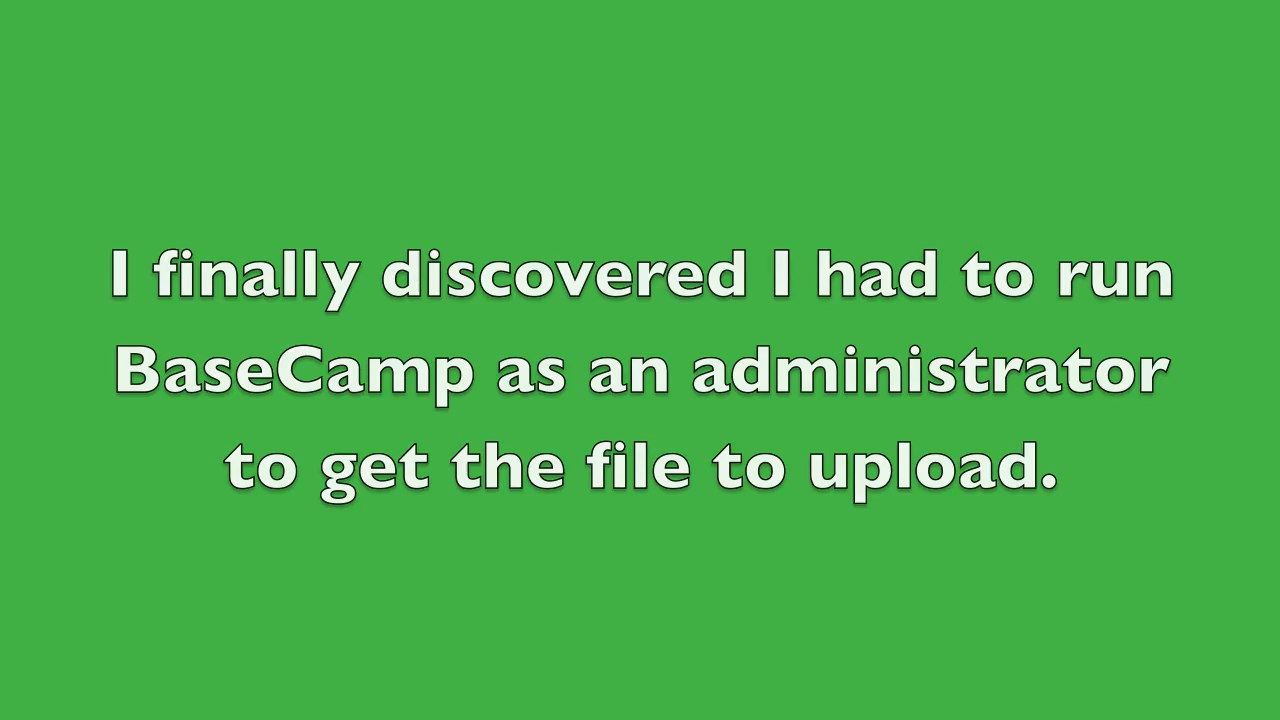 I finally discovered I had to run
BaseCamp as an administrator
to get the file to upload.